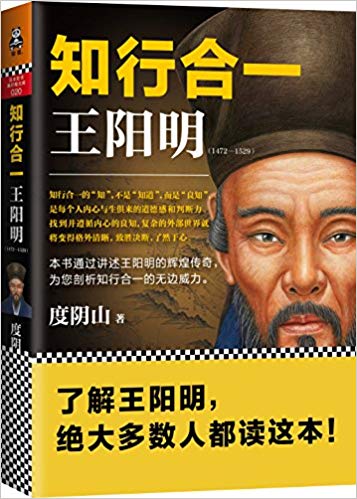 知行合一
王阳明
(1472—1529)
知行合一的“知”，不是“知道”，而是“良知”，
是每个人内心与生俱来的道德感和判断力。
找到并遵循内心的良知，复杂的外部世界就
将变得格外清晰，致胜决断，了然于心。
本书通过讲述王阳明的辉煌传奇，
为您剖析知行合一的无边威力。
度阴山 著
了解王阳明，
绝大多数人都读这本！
020
知行合一
王阳明
(1472—1529)
度阴